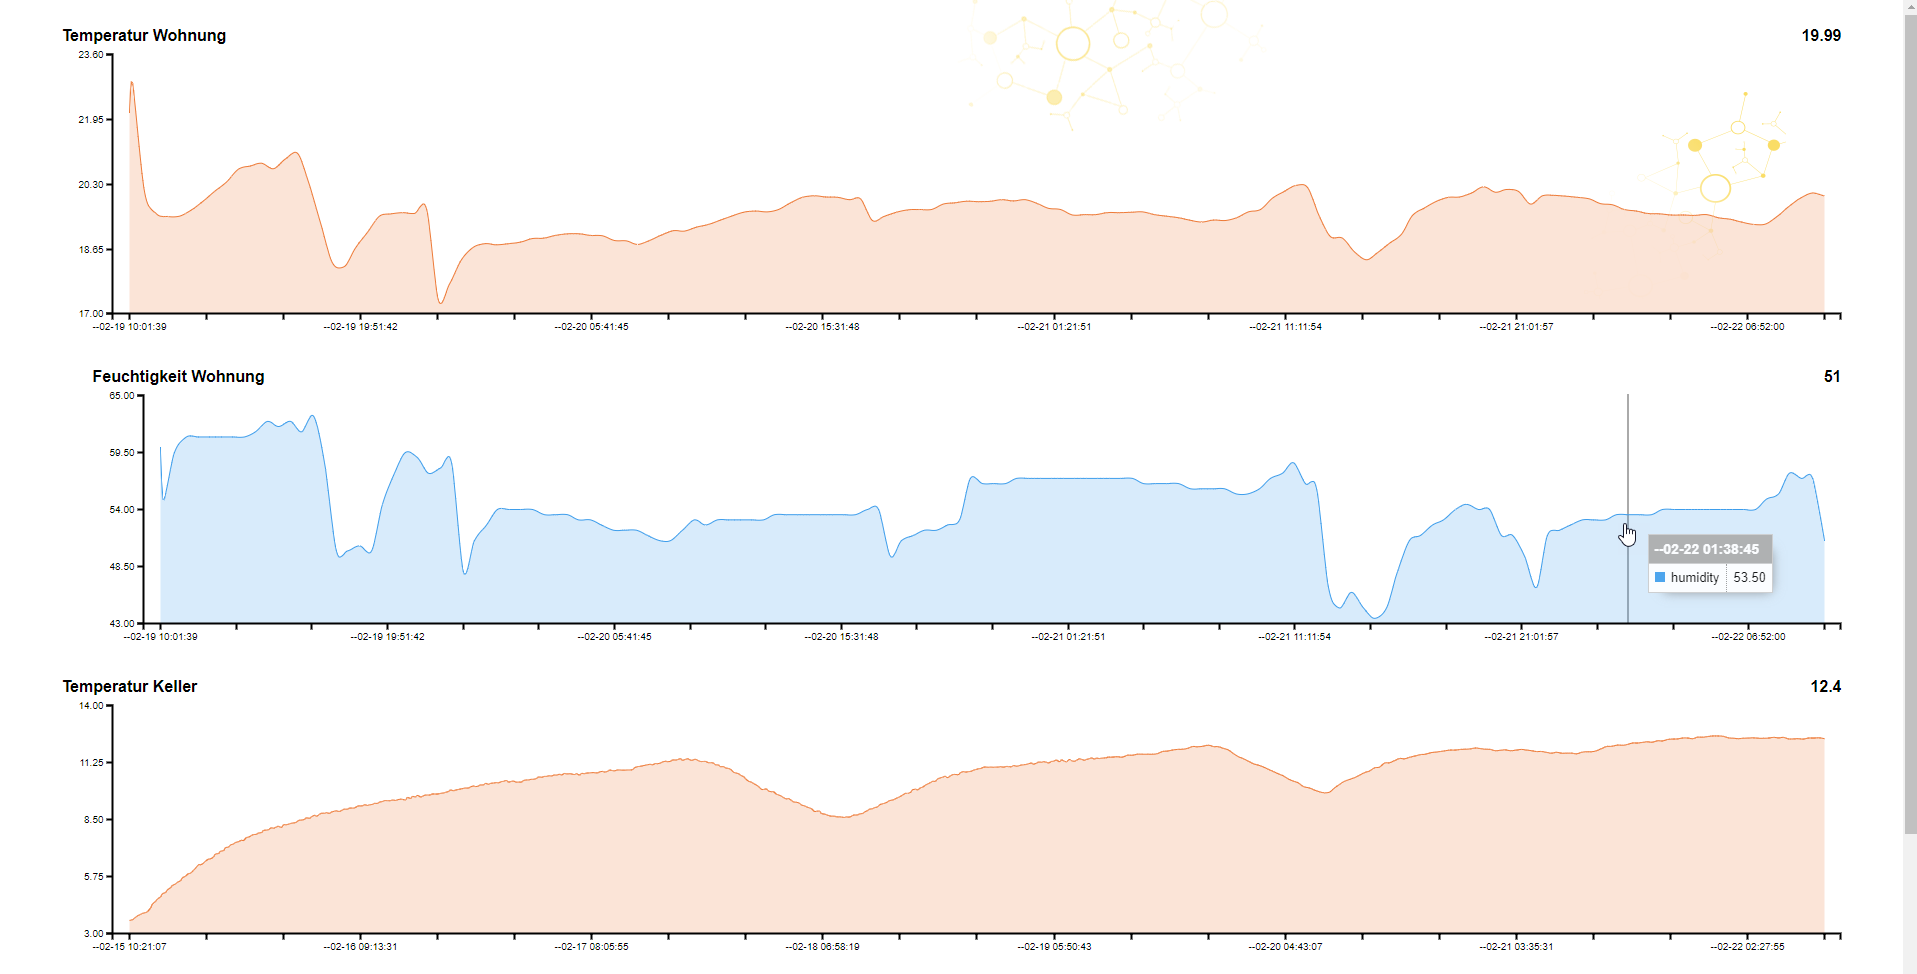 Temperatur Wohnung 19.99
23.60
21.95
20.30
18.65
17.00
--02-19 10:01:39 --02-19 19:51:42 --02-20 05:41:45 --02-20 15:31:48 --02-21 01:21:51 --02-21 11:11:54 --02-21 21:01:57 --02-22 06:52:00
Feuchtigkeit Wohnung 51
65.00
59.50
54.00
48.50
43.00
--02-22 01:38:45
humidity 53.50
--02-19 10:01:39 --02-19 19:51:42 --02-20 05:41:45 --02-20 15:31:48 --02-21 01:21:51 --02-21 11:11:54 --02-21 21:01:57 --02-22 06:52:00
Temperatur Keller 12.4
14.00
11.25
8.50
5.75
3.00
--02-15 10:21:07 --02-16 09:13:31 --02-17 08:05:55 --02-18 06:58:19 --02-19 05:50:43 --02-20 04:43:07 --02-21 03:35:31 --02-22 02:27:55